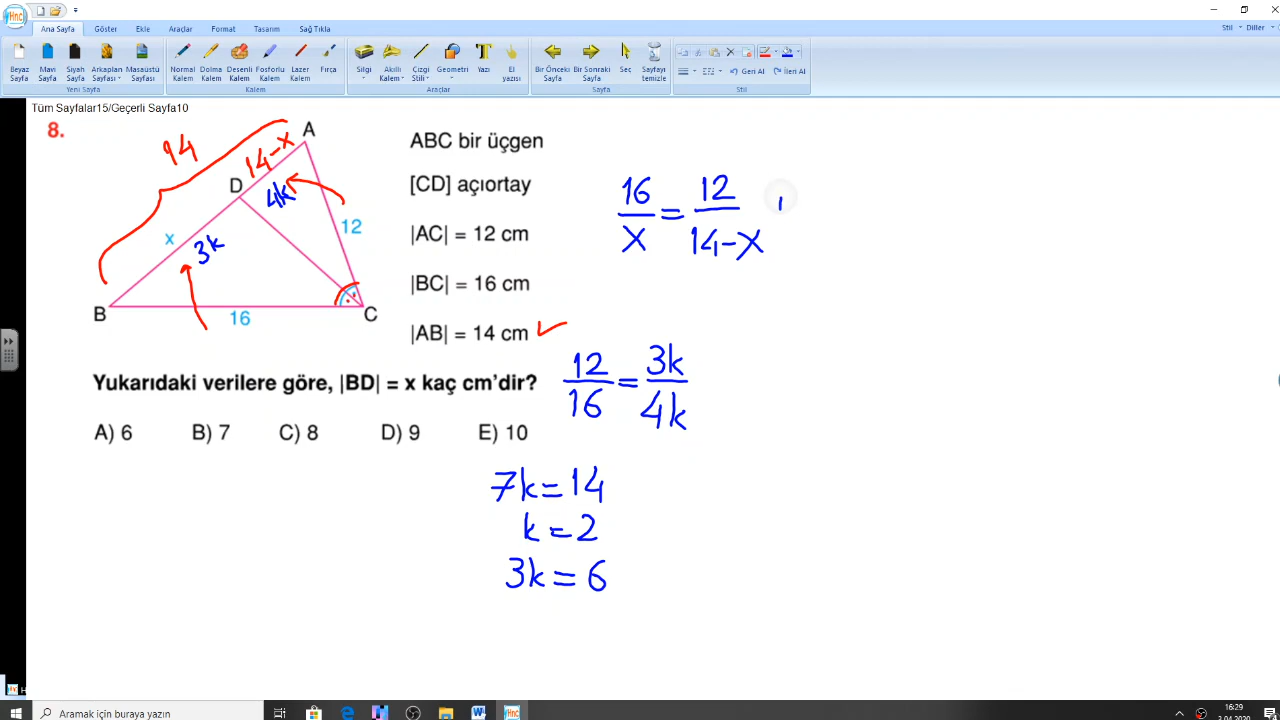 Stil Diller
Ana Sayfa Göster Ekle Araçlar Format Tasarım Sağ Tıkla
Beyaz Sayfa Mavi Sayfa Siyah Sayfa Arkaplan Sayfası Masaüstü Sayfası Normal Kalem Dolma Kalem Desenli Kalem Fosforlu Kalem Lazer Kalem Fırça Silgi Akıllı Kalem Çizgi Stili Geometri Yazı El yazısı Bir Önceki Sayfa Bir Sonraki Sayfa Seç Sayfayı temizle Geri Al İleri Al
Yeni Sayfa Kalem Araçlar Sayfa Stil
Tüm Sayfalar15/Geçerli Sayfa10
8.
14
14-x
A
D
4k
x
3k
12
B
16
C
ABC bir üçgen
[CD] açıortay
|AC| = 12 cm
|BC| = 16 cm
|AB| = 14 cm
16/x = 12/14-x
Yukarıdaki verilere göre, |BD| = x kaç cm'dir?
A) 6 B) 7 C) 8 D) 9 E) 10
12/16 = 3k/4k
7k=14
k=2
3k=6
Aramak için buraya yazın
16:29
3.04.2020